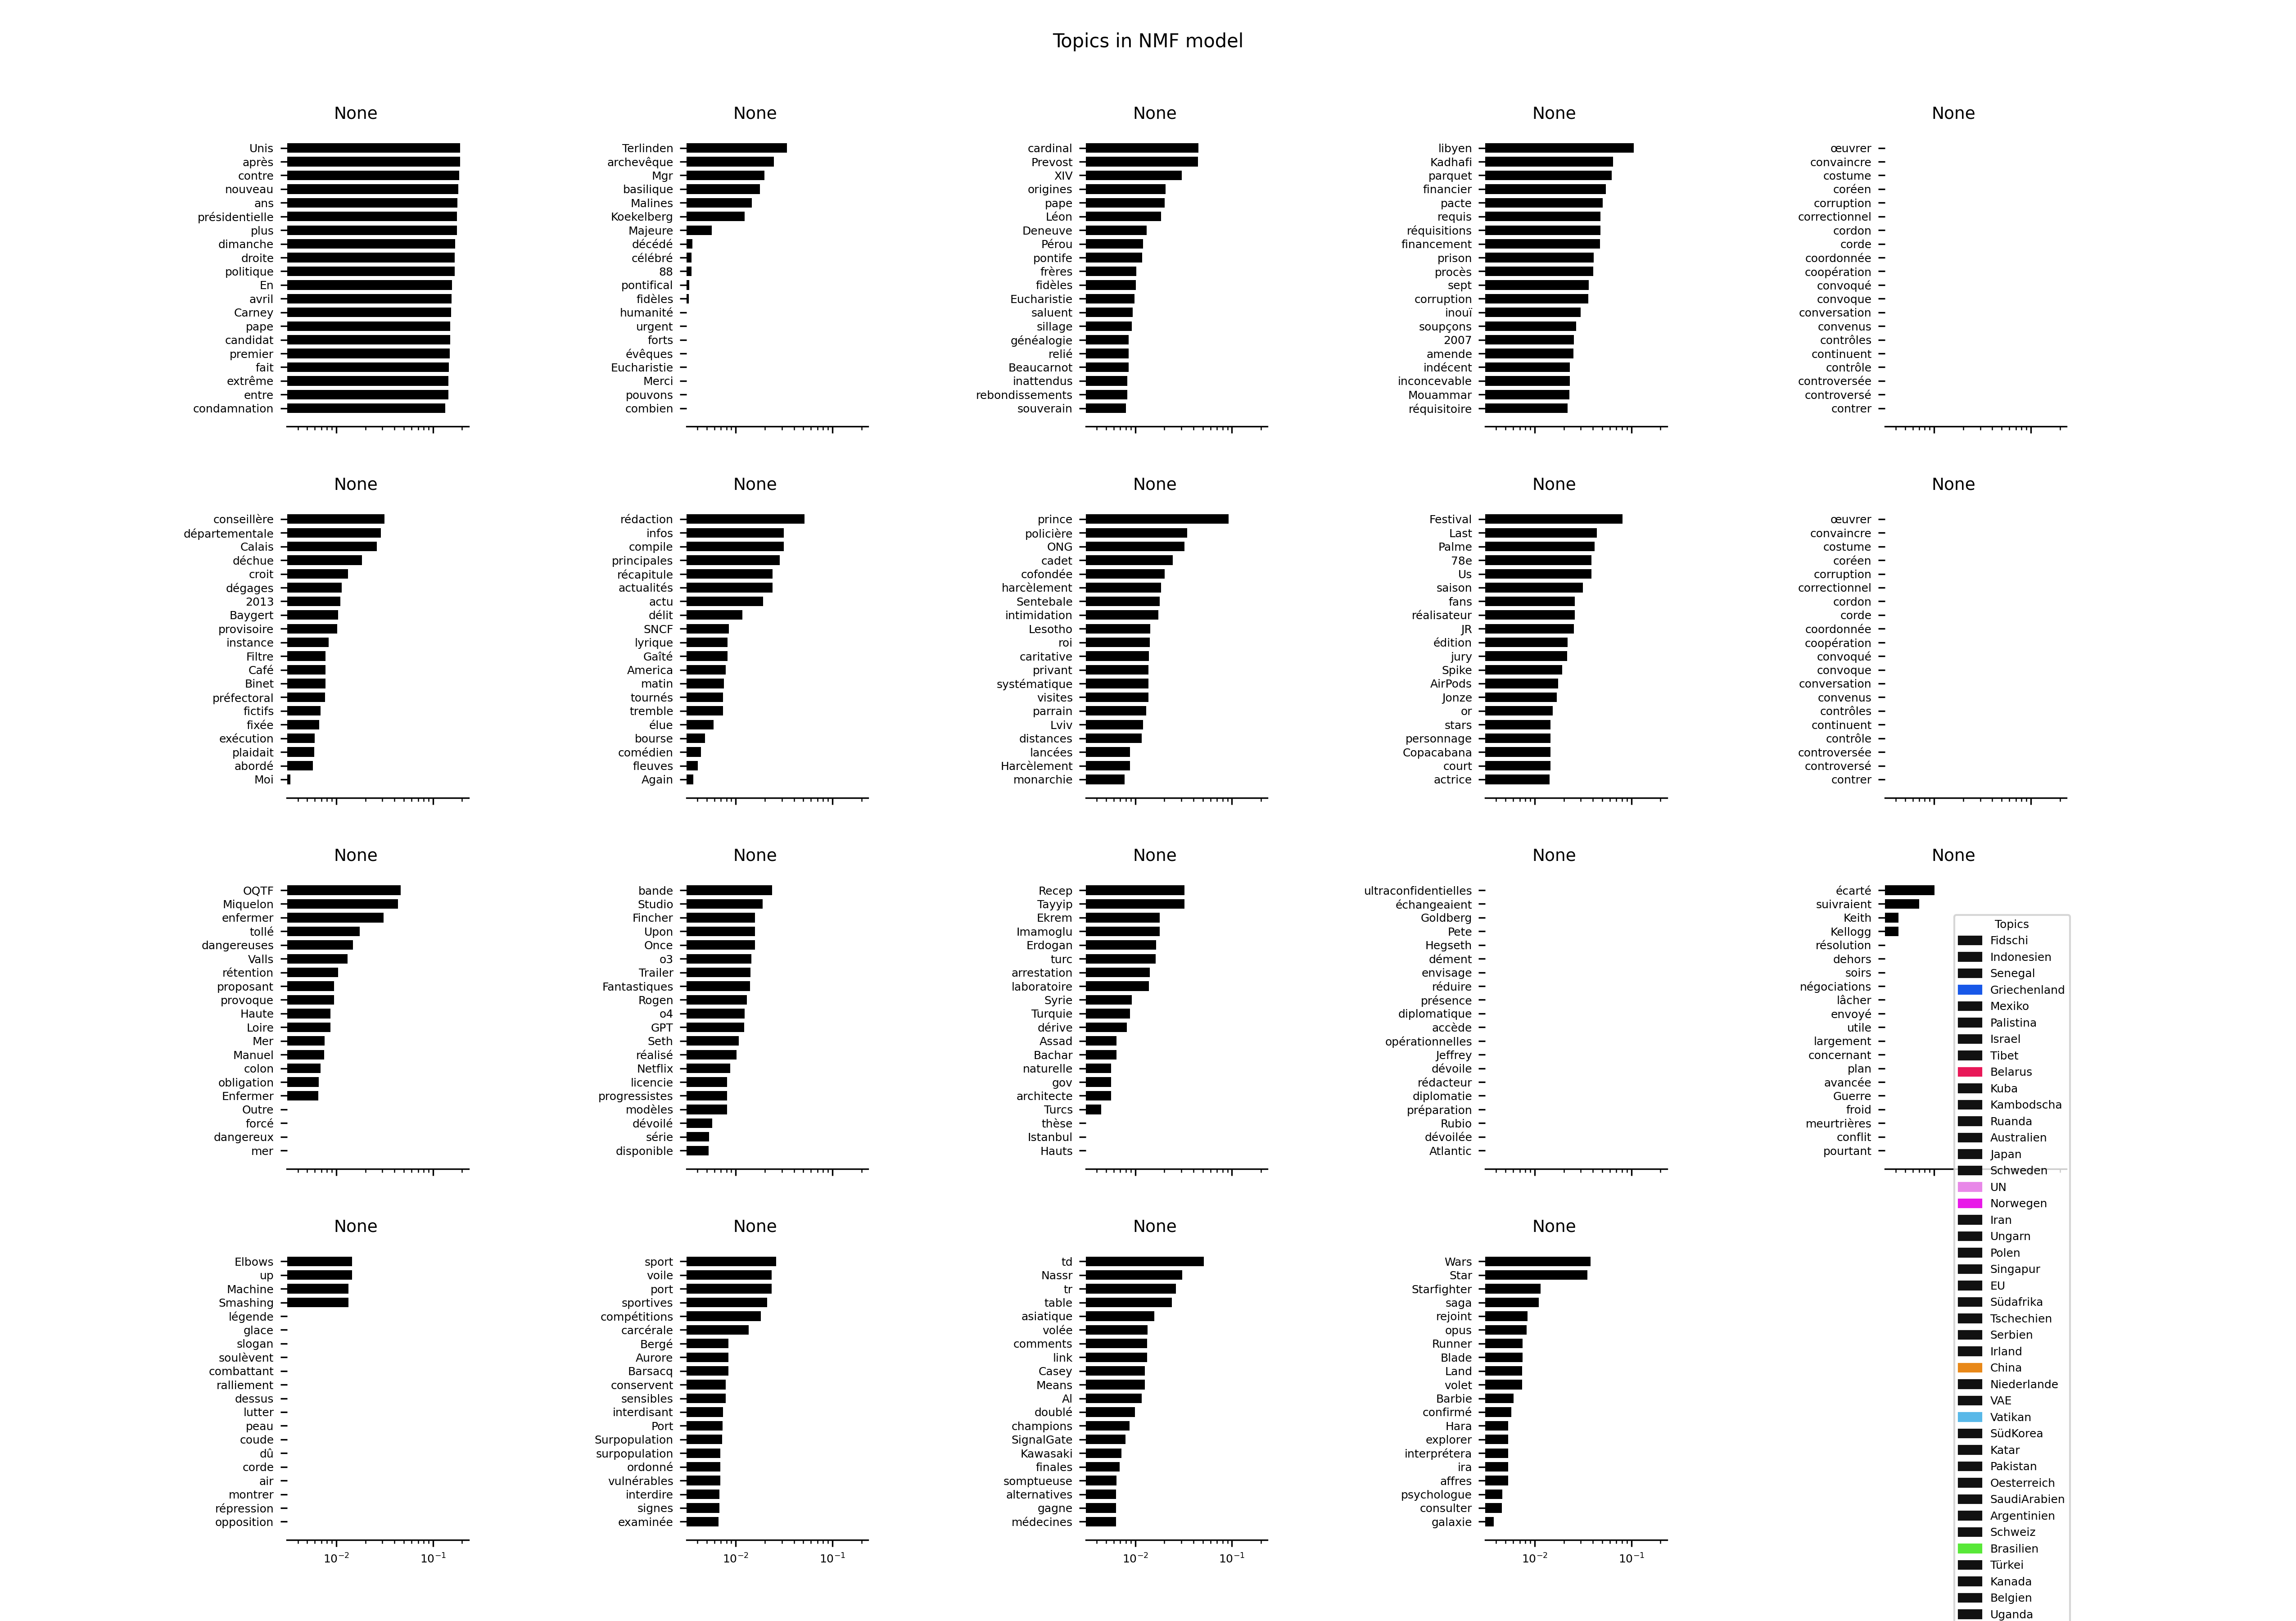 Topics in NMF model
None
Unis
après
contre
nouveau
ans
présidentielle
plus
dimanche
droite
politique
En
avril
Carney
pape
candidat
premier
fait
extrême
entre
condamnation
None
Terlinden
archevêque
Mgr
basilique
Malines
Koekelberg
Majeure
décédé
célébré
88
pontifical
fidèles
humanité
urgent
forts
évêques
Eucharistie
Merci
pouvons
combien
None
cardinal
Prevost
XIV
origines
pape
Léon
Deneuve
Pérou
pontife
frères
fidèles
Eucharistie
saluent
sillage
généalogie
relié
Beaucarnot
inattendus
rebondissements
souverain
None
libyen
Kadhafi
parquet
financier
pacte
requis
réquisitions
financement
prison
procès
sept
corruption
inouï
soupçons
2007
amende
indécent
inconcevable
Mouammar
réquisitoire
None
œuvrer
convaincre
costume
coréen
corruption
correctionnel
cordon
corde
coordonnée
coopération
convoqué
convoque
conversation
convenus
contrôles
continuent
contrôle
controversée
controversé
contrer
None
conseillère
départementale
Calais
déchue
croit
dégages
2013
Baygert
provisoire
instance
Filtre
Café
Binet
préfectoral
fictifs
fixée
exécution
plaidait
abordé
Moi
None
rédaction
infos
compile
principales
récapitule
actualités
actu
délit
SNCF
lyrique
Gaîté
America
matin
tournés
tremble
élue
bourse
comédien
fleuves
Again
None
prince
policière
ONG
cadet
cofondée
harcèlement
Sentebale
intimidation
Lesotho
roi
caritative
privant
systématique
visites
parrain
Lviv
distances
lancées
Harcèlement
monarchie
None
Festival
Last
Palme
78e
Us
saison
fans
réalisateur
JR
édition
jury
Spike
AirPods
Jonze
or
stars
personnage
Copacabana
court
actrice
None
œuvrer
convaincre
costume
coréen
corruption
correctionnel
cordon
corde
coordonnée
coopération
convoqué
convoque
conversation
convenus
contrôles
continuent
contrôle
controversée
controversé
contrer
None
OQTF
Miquelon
enfermer
tollé
dangereuses
Valls
rétention
proposant
provoque
Haute
Loire
Mer
Manuel
colon
obligation
Enfermer
Outre
forcé
dangereux
mer
None
bande
Studio
Fincher
Upon
Once
o3
Trailer
Fantastiques
Rogen
o4
GPT
Seth
réalisé
Netflix
licencie
progressistes
modèles
dévoilé
série
disponible
None
Recep
Tayyip
Ekrem
Imamoglu
Erdogan
turc
arrestation
laboratoire
Syrie
Turquie
dérive
Assad
Bachar
naturelle
gov
architecte
Turcs
thèse
Istanbul
Hauts
None
ultraconfidentielles
échangeaient
Goldberg
Pete
Hegseth
dément
envisage
réduire
présence
diplomatique
accède
opérationnelles
Jeffrey
dévoile
rédacteur
diplomatie
préparation
Rubio
dévoilée
Atlantic
None
écarté
suivraient
Keith
Kellogg
résolution
dehors
soirs
négociations
lâcher
envoyé
utile
largement
concernant
plan
avancée
Guerre
froid
meurtrières
conflit
pourtant
None
Elbows
up
Machine
Smashing
légende
glace
slogan
soulèvent
combattant
ralliement
dessus
lutter
peau
coude
dû
corde
air
montrer
répression
opposition
10⁻² 10⁻¹
None
sport
voile
port
sportives
compétitions
carcérale
Bergé
Aurore
Barsacq
conservent
sensibles
interdisant
Port
Surpopulation
surpopulation
ordonné
vulnérables
interdire
signes
examinée
10⁻² 10⁻¹
None
td
Nassr
tr
table
asiatique
volée
comments
link
Casey
Means
Al
doublé
champions
SignalGate
Kawasaki
finales
somptueuse
alternatives
gagne
médecines
10⁻² 10⁻¹
None
Wars
Star
Starfighter
saga
rejoint
opus
Runner
Blade
Land
volet
Barbie
confirmé
Hara
explorer
interprétera
ira
affres
psychologue
consulter
galaxie
10⁻² 10⁻¹
Topics
Fidschi
Indonesien
Senegal
Griechenland
Mexiko
Palistina
Israel
Tibet
Belarus
Kuba
Kambodscha
Ruanda
Australien
Japan
Schweden
UN
Norwegen
Iran
Ungarn
Polen
Singapur
EU
Südafrika
Tschechien
Serbien
Irland
China
Niederlande
VAE
Vatikan
SüdKorea
Katar
Pakistan
Oesterreich
SaudiArabien
Argentinien
Schweiz
Brasilien
Türkei
Kanada
Belgien
Uganda